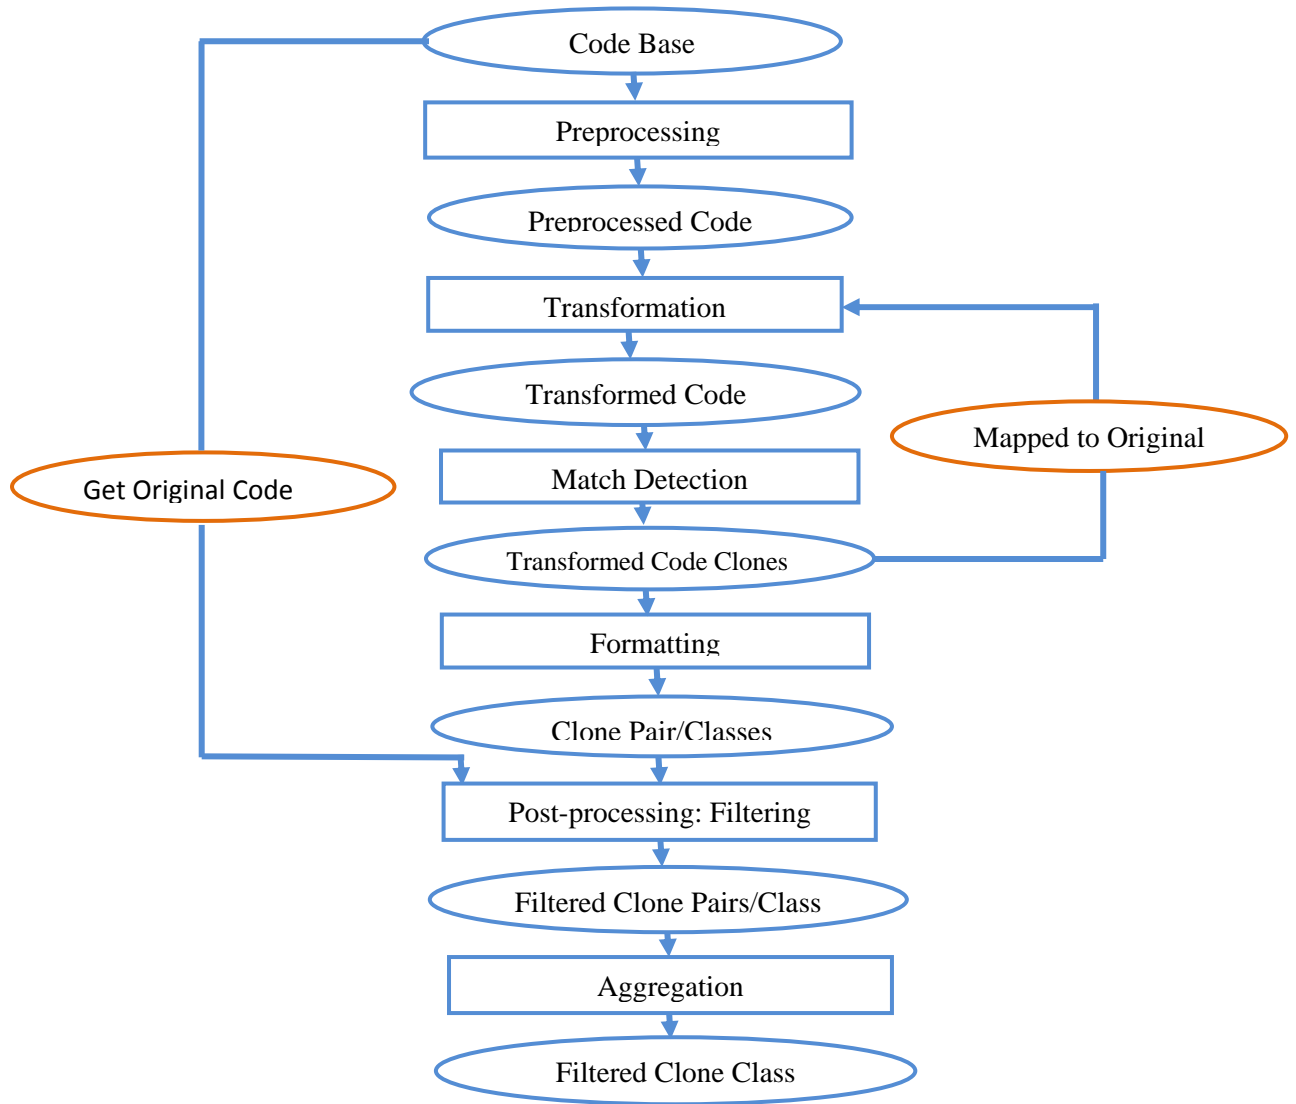 Code Base
Preprocessing
Preprocessed Code
Transformation
Transformed Code
Mapped to Original
Match Detection
Get Original Code
Transformed Code Clones
Formatting
Clone Pair/Classes
Post-processing: Filtering
Filtered Clone Pairs/Class
Aggregation
Filtered Clone Class